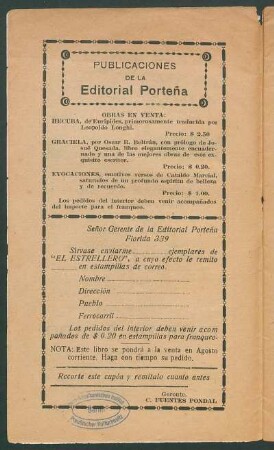 PUBLICACIONES
DE LA
Editorial Porteña
OBRAS EN VENTA:
HECUBA, de Eurípides, primorosamente traducida por
Leopoldo Longhi.
Precio: $ 2.50
GRACIELA, por Oscar R. Beltrán, con prólogo de Jo-
sué Quesada, libro elegantemente encuader-
nado y una de las mejores obras de este ex-
quisito escritor.
Precio: $ 0.20.
EVOCACIONES, emotivos versos de Cataldo Marcial,
saturados de un profundo espíritu de belleza
y de recuerdo.
Precio: $ 1.00.
Los pedidos del interior deben venir acompañados
del importe para el franqueo.
Señor Gerente de la Editorial Porteña
Florida 339
Sírvase enviarme ejemplares de
"EL ESTRELLERO", a cuyo efecto le remito
en estampillas de correo.
Nombre
Dirección
Pueblo
Ferrocarril
Los pedidos del interior deben venir acom
pañados de $ 0.20 en estampillas para franqueo.
NOTA: Este libro se pondrá a la venta en Agosto
corriente. Haga con tiempo su pedido.
Recorte este cupón y remítalo cuanto antes
Gerente,
C. FUENTES PONDAL
Berlin